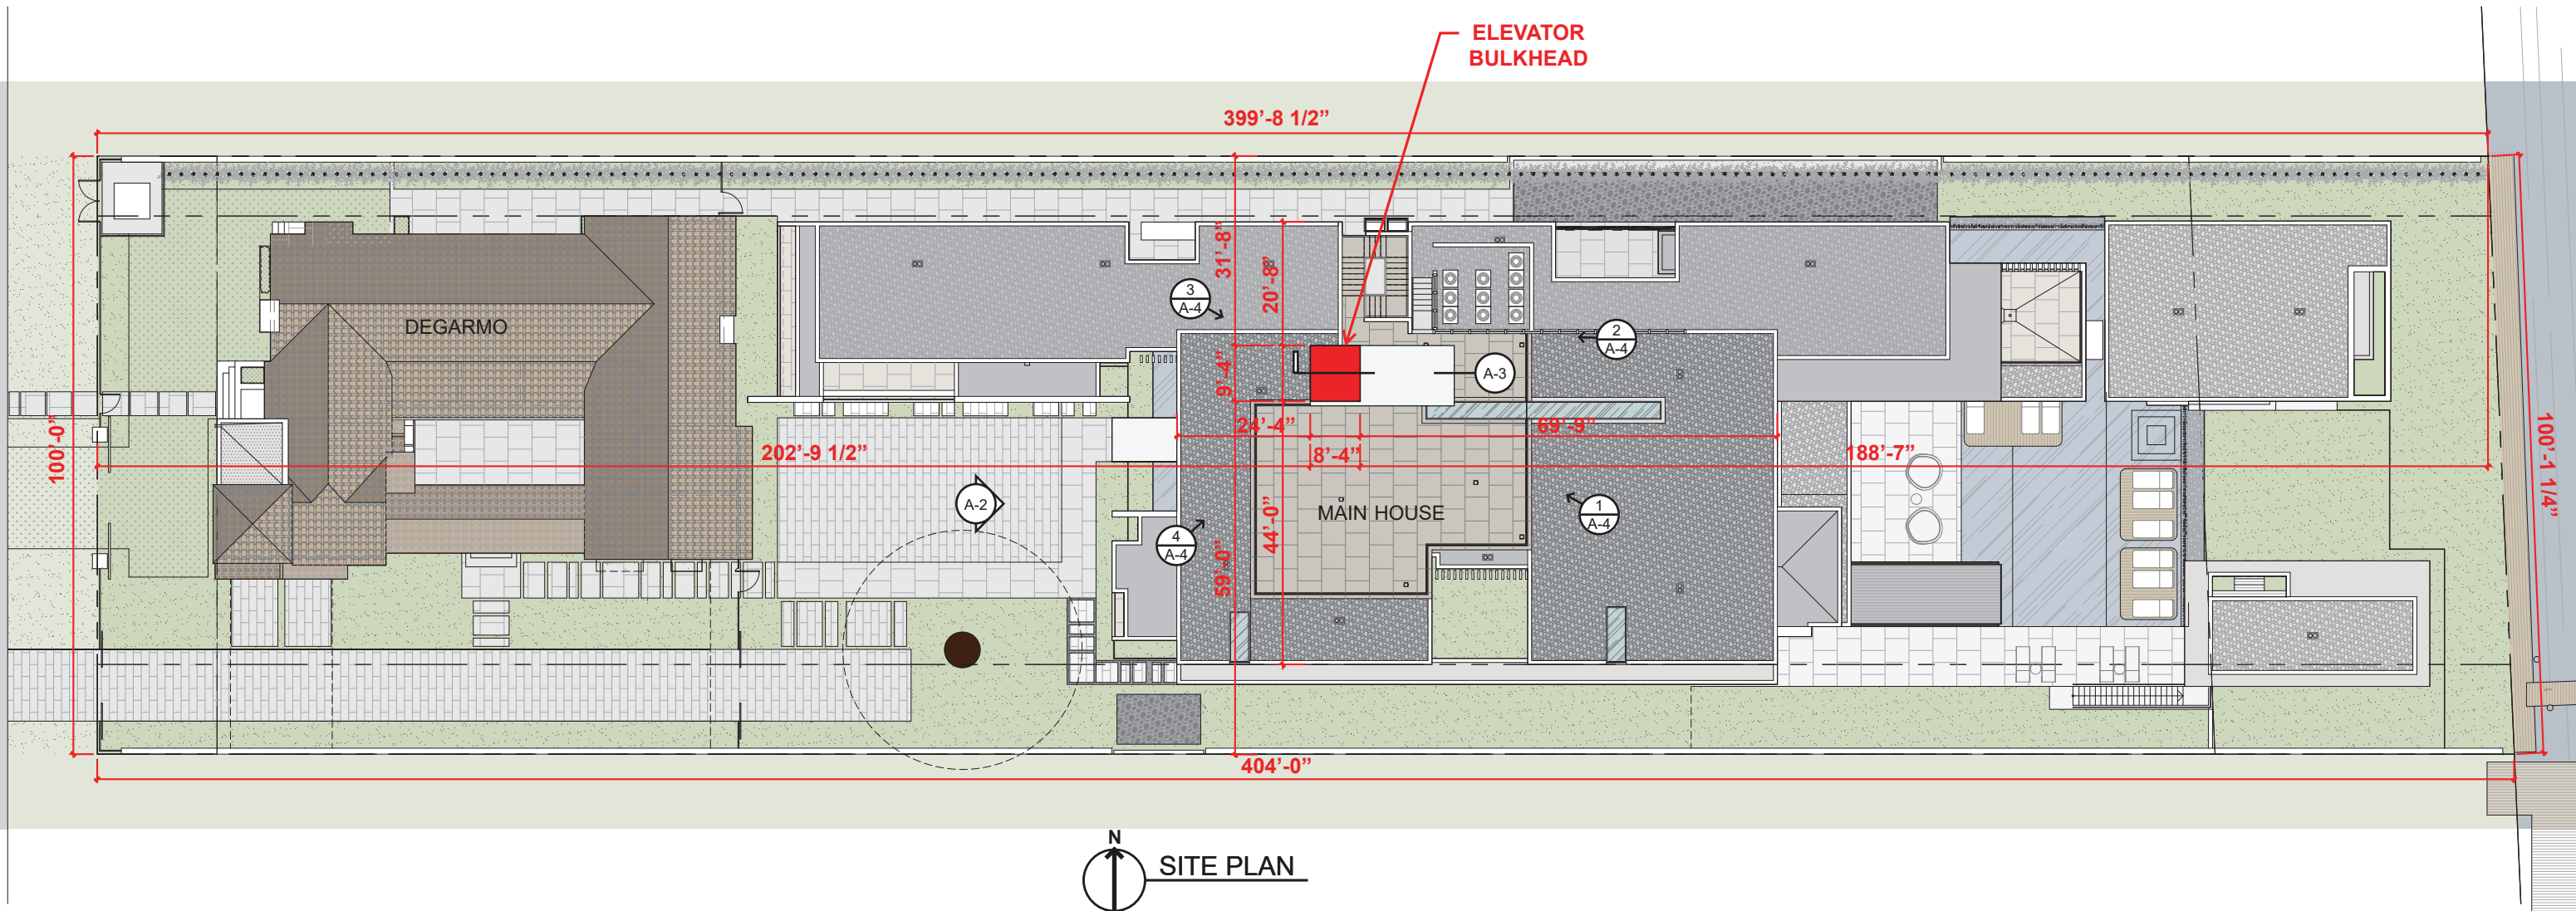 ELEVATOR
BULKHEAD
399’-8 1/2”
31’-8”
20’-8”
3
A-4
2
A-4
DEGARMO
9’-4”
A-3
100’-0”
24’-4”
69’-9”
202’-9 1/2”
8’-4”
188’-7”
100’-1 1/4”
A-2
MAIN HOUSE
1
A-4
44’-0”
4
A-4
59’-0”
404’-0”
N
SITE PLAN